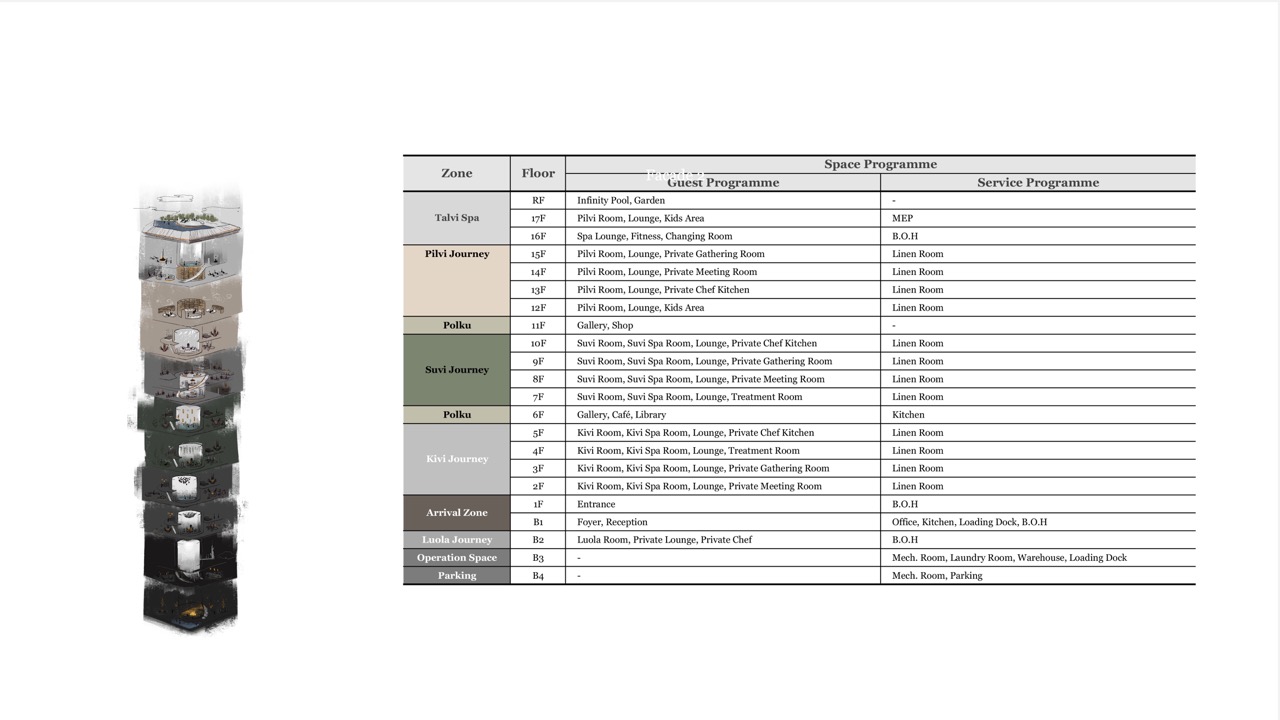 Zone Floor Space Programme
Guest Programme Service Programme
Talvi Spa
RF Infinity Pool, Garden -
17F Pilvi Room, Lounge, Kids Area MEP
16F Spa Lounge, Fitness, Changing Room B.O.H
Pilvi Journey
15F Pilvi Room, Lounge, Private Gathering Room Linen Room
14F Pilvi Room, Lounge, Private Meeting Room Linen Room
13F Pilvi Room, Lounge, Private Chef Kitchen Linen Room
12F Pilvi Room, Lounge, Kids Area Linen Room
Polku 11F Gallery, Shop -
Suvi Journey
10F Suvi Room, Suvi Spa Room, Lounge, Private Chef Kitchen Linen Room
9F Suvi Room, Suvi Spa Room, Lounge, Private Gathering Room Linen Room
8F Suvi Room, Suvi Spa Room, Lounge, Private Meeting Room Linen Room
7F Suvi Room, Suvi Spa Room, Lounge, Treatment Room Linen Room
Polku 6F Gallery, Café, Library Kitchen
Kivi Journey
5F Kivi Room, Kivi Spa Room, Lounge, Private Chef Kitchen Linen Room
4F Kivi Room, Kivi Spa Room, Lounge, Treatment Room Linen Room
3F Kivi Room, Kivi Spa Room, Lounge, Private Gathering Room Linen Room
2F Kivi Room, Kivi Spa Room, Lounge, Private Meeting Room Linen Room
Arrival Zone
1F Entrance B.O.H
B1 Foyer, Reception Office, Kitchen, Loading Dock, B.O.H
Luola Journey B2 Luola Room, Private Lounge, Private Chef B.O.H
Operation Space B3 - Mech. Room, Laundry Room, Warehouse, Loading Dock
Parking B4 - Mech. Room, Parking